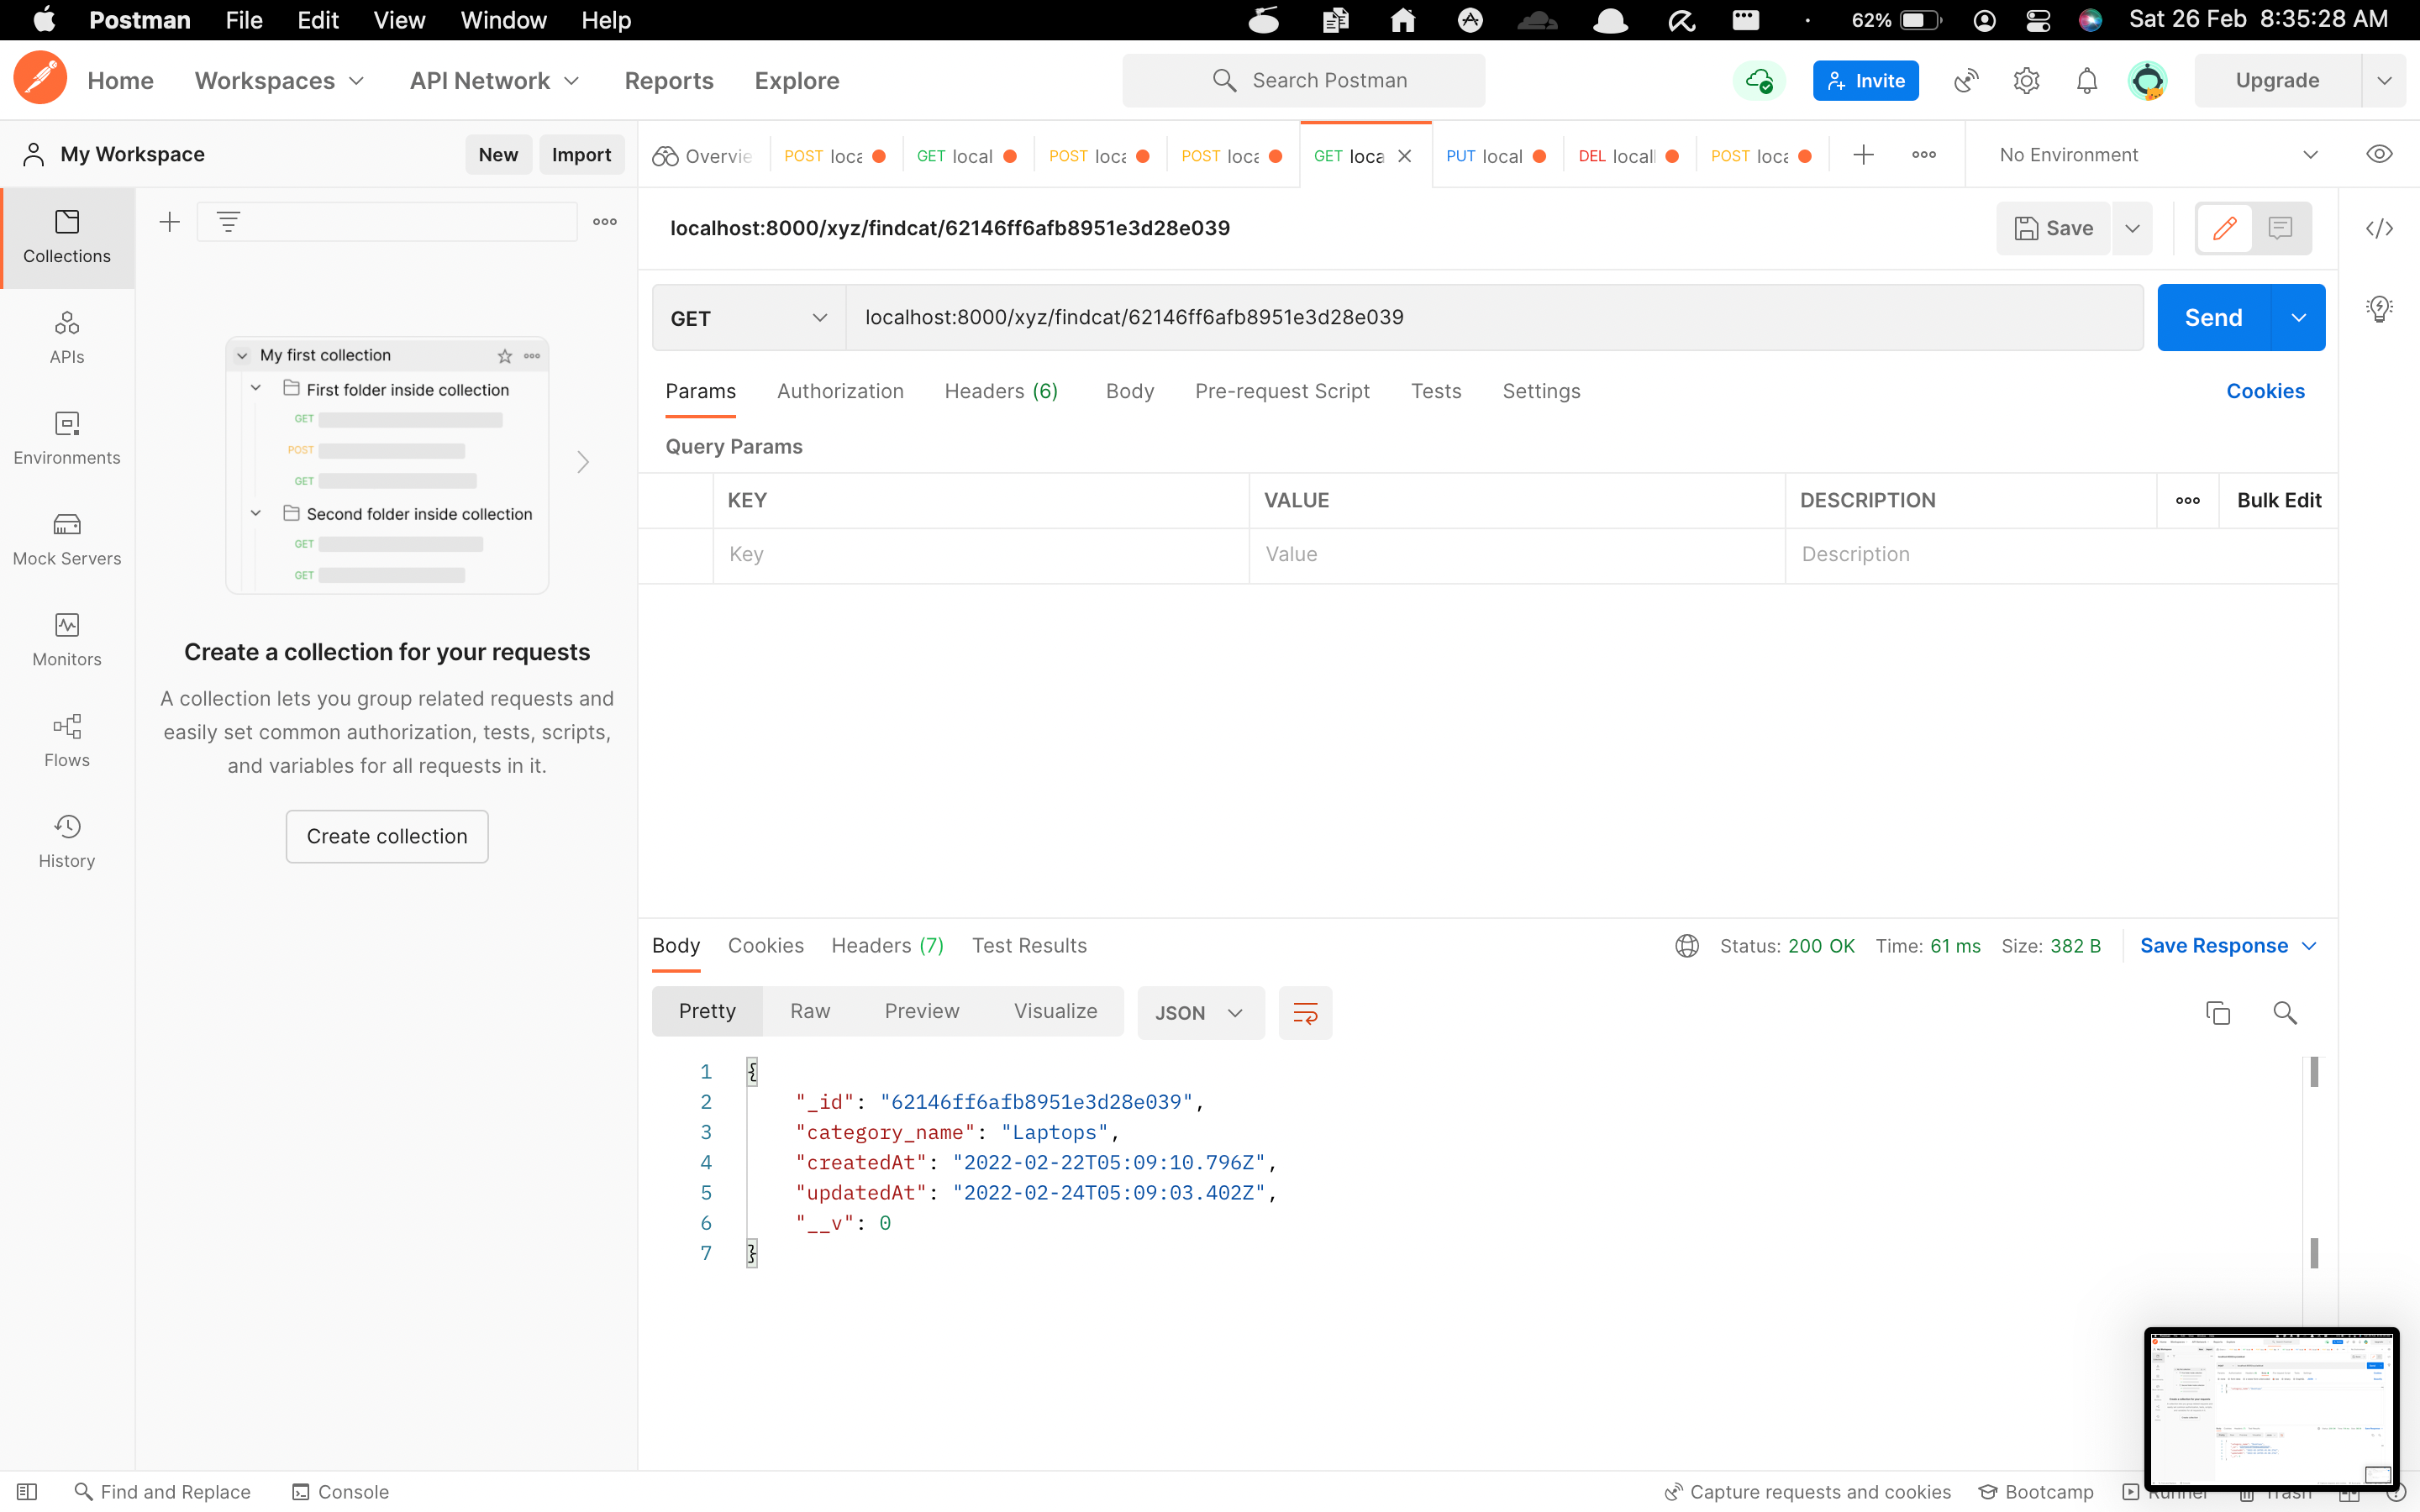 Postman File Edit View Window Help 62% Sat 26 Feb 8:35:28 AM
Home Workspaces API Network Reports Explore Search Postman Invite Upgrade
My Workspace New Import
Overvie POST loca GET local POST loca POST loca GET loca PUT local DEL locall POST loca No Environment
Collections
APIs
Environments
Mock Servers
Monitors
Flows
History
My first collection
First folder inside collection
GET
POST
GET
Second folder inside collection
GET
GET
Create a collection for your requests
A collection lets you group related requests and
easily set common authorization, tests, scripts,
and variables for all requests in it.
Create collection
localhost:8000/xyz/findcat/62146ff6afb8951e3d28e039 Save
GET localhost:8000/xyz/findcat/62146ff6afb8951e3d28e039 Send
Params Authorization Headers (6) Body Pre-request Script Tests Settings Cookies
Query Params
KEY VALUE DESCRIPTION Bulk Edit
Key Value Description
Body Cookies Headers (7) Test Results Status: 200 OK Time: 61 ms Size: 382 B Save Response
Pretty Raw Preview Visualize JSON
1 {
2 "_id": "62146ff6afb8951e3d28e039",
3 "category_name": "Laptops",
4 "createdAt": "2022-02-22T05:09:10.796Z",
5 "updatedAt": "2022-02-24T05:09:03.402Z",
6 "__v": 0
7 }
Find and Replace Console Capture requests and cookies Bootcamp Runner Trash